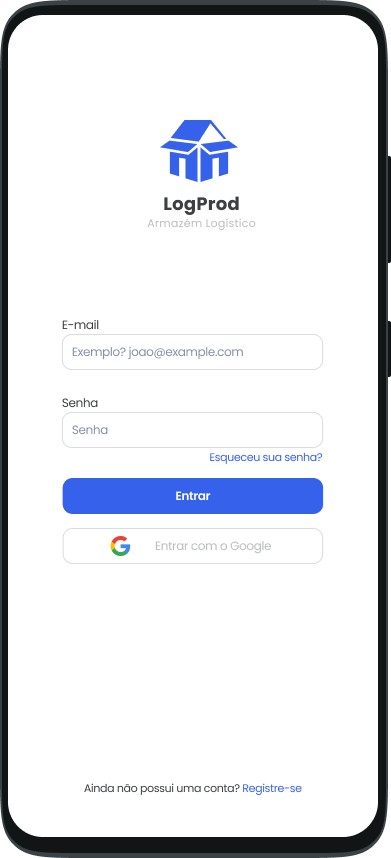 LogProd
Armazém Logístico
E-mail
Exemplo? joao@example.com
Senha
Senha
Esqueceu sua senha?
Entrar
Entrar com o Google
Ainda não possui uma conta? Registre-se